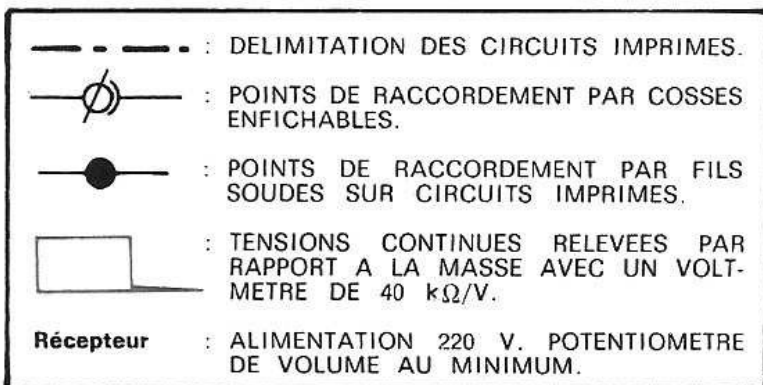 : DELIMITATION DES CIRCUITS IMPRIMES.
: POINTS DE RACCORDEMENT PAR COSSES
ENFICHABLES.
: POINTS DE RACCORDEMENT PAR FILS
SOUDES SUR CIRCUITS IMPRIMES.
: TENSIONS CONTINUES RELEVEES PAR
RAPPORT A LA MASSE AVEC UN VOLT-
METRE DE 40 kΩ/V.
Récepteur : ALIMENTATION 220 V. POTENTIOMETRE
DE VOLUME AU MINIMUM.